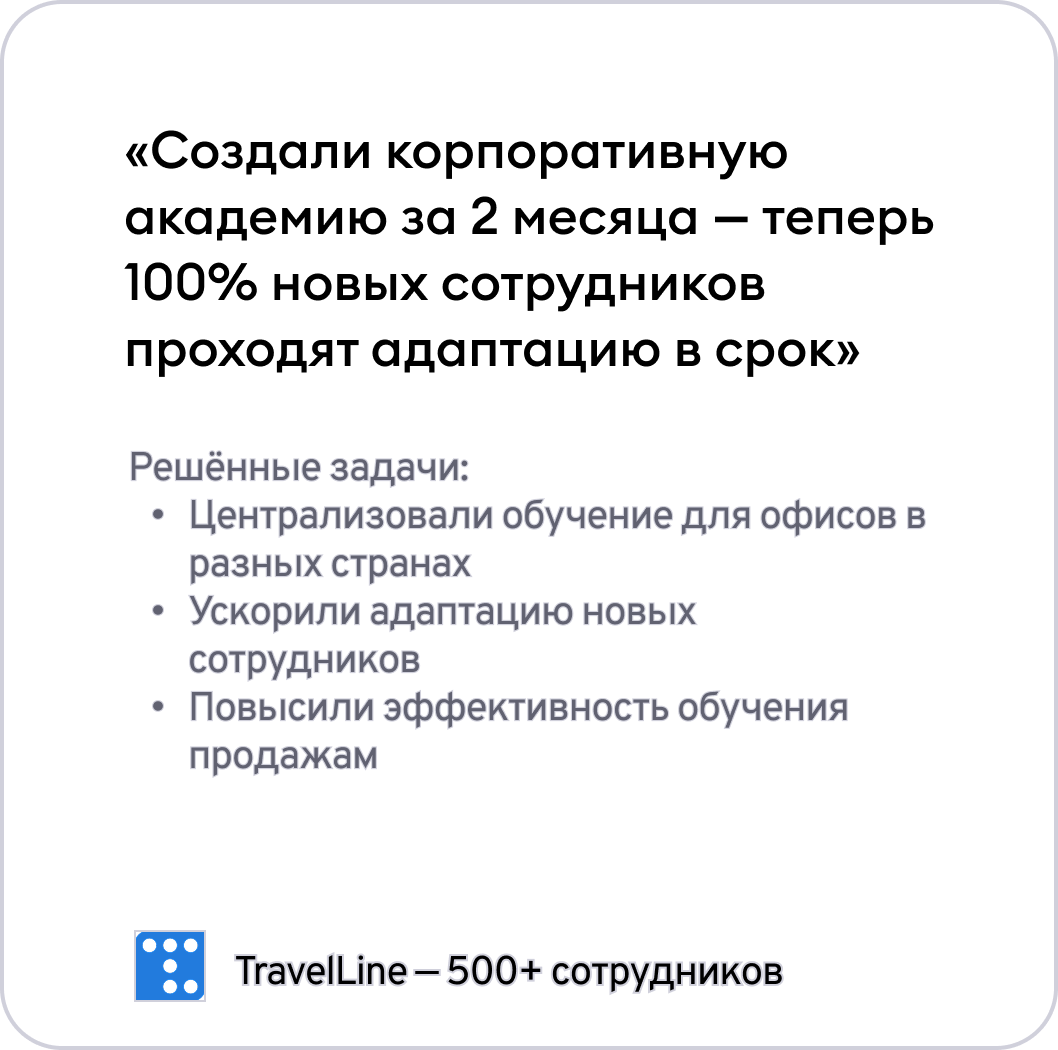 «Создали корпоративную
академию за 2 месяца — теперь
100% новых сотрудников
проходят адаптацию в срок»
Решённые задачи:
• Централизовали обучение для офисов в
разных странах
• Ускорили адаптацию новых
сотрудников
• Повысили эффективность обучения
продажам
TravelLine — 500+ сотрудников